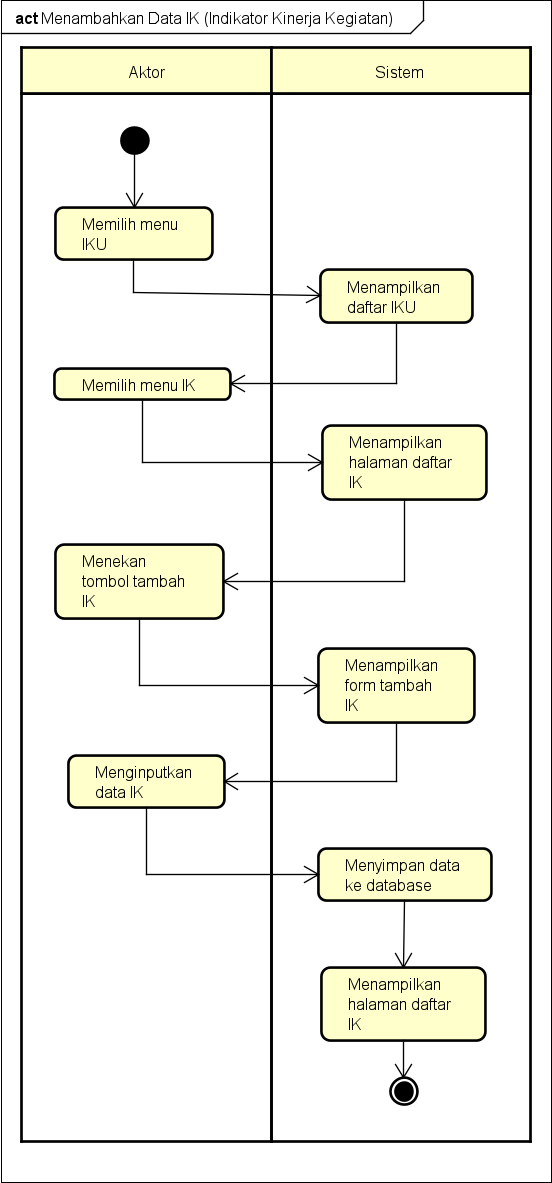 act Menambahkan Data IK (Indikator Kinerja Kegiatan)
Aktor
Sistem
Memilih menu
IKU
Menampilkan
daftar IKU
Memilih menu IK
Menampilkan
halaman daftar
IK
Menekan
tombol tambah
IK
Menampilkan
form tambah
IK
Menginputkan
data IK
Menyimpan data
ke database
Menampilkan
halaman daftar
IK